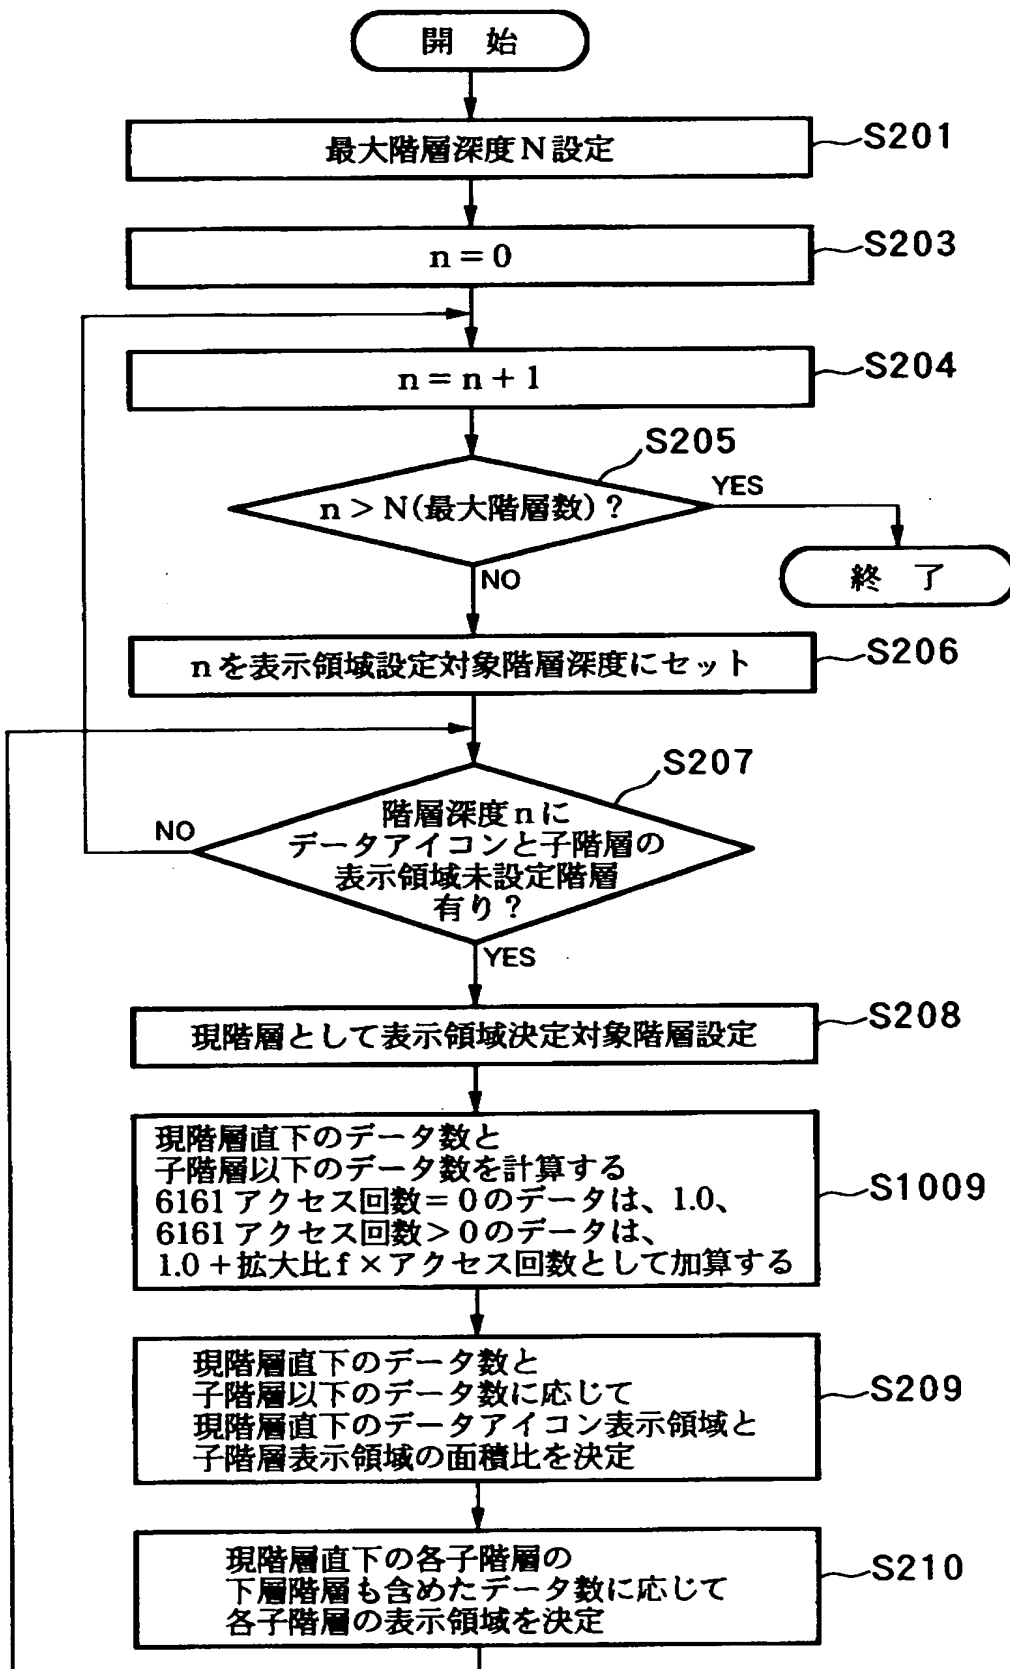 開 始
最大階層深度N設定
S201
n=0
S203
n=n+1
S204
S205
n>N(最大階層数)?
YES
終 了
NO
nを表示領域設定対象階層深度にセット
S206
S207
階層深度nに
データアイコンと子階層の
表示領域未設定階層
有り?
NO
YES
現階層として表示領域決定対象階層設定
S208
現階層直下のデータ数と
子階層以下のデータ数を計算する
6161アクセス回数=0のデータは、1.0、
6161アクセス回数>0のデータは、
1.0+拡大比f×アクセス回数として加算する
S1009
現階層直下のデータ数と
子階層以下のデータ数に応じて
現階層直下のデータアイコン表示領域と
子階層表示領域の面積比を決定
S209
現階層直下の各子階層の
下層階層も含めたデータ数に応じて
各子階層の表示領域を決定
S210